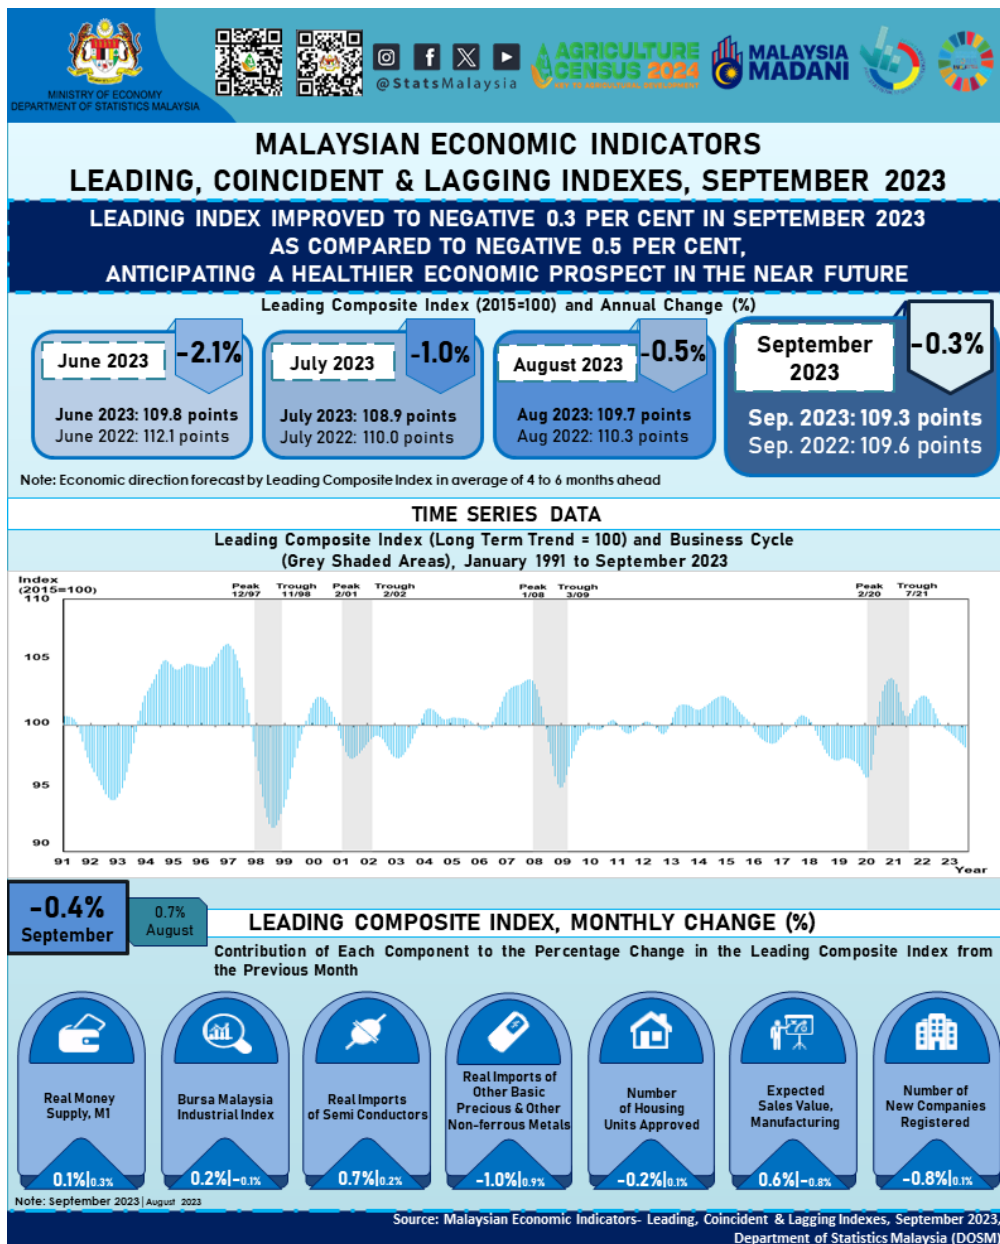 MINISTRY OF ECONOMY
DEPARTMENT OF STATISTICS MALAYSIA
@StatsMalaysia
AGRICULTURE
CENSUS 2024
KEY TO AGRICULTURAL DEVELOPMENT
MALAYSIA
MADANI
MALAYSIAN ECONOMIC INDICATORS
LEADING, COINCIDENT & LAGGING INDEXES, SEPTEMBER 2023
LEADING INDEX IMPROVED TO NEGATIVE 0.3 PER CENT IN SEPTEMBER 2023
AS COMPARED TO NEGATIVE 0.5 PER CENT,
ANTICIPATING A HEALTHIER ECONOMIC PROSPECT IN THE NEAR FUTURE
Leading Composite Index (2015=100) and Annual Change (%)
June 2023
-2.1%
June 2023: 109.8 points
June 2022: 112.1 points
July 2023
-1.0%
July 2023: 108.9 points
July 2022: 110.0 points
August 2023
-0.5%
Aug 2023: 109.7 points
Aug 2022: 110.3 points
September
2023
-0.3%
Sep. 2023: 109.3 points
Sep. 2022: 109.6 points
Note: Economic direction forecast by Leading Composite Index in average of 4 to 6 months ahead
TIME SERIES DATA
Leading Composite Index (Long Term Trend = 100) and Business Cycle
(Grey Shaded Areas), January 1991 to September 2023
Index
(2015=100)
Peak Trough Peak Trough Peak Trough Peak Trough
12/97 11/98 2/01 2/02 1/08 3/09 2/20 7/21
110
105
100
95
90
91 92 93 94 95 96 97 98 99 00 01 02 03 04 05 06 07 08 09 10 11 12 13 14 15 16 17 18 19 20 21 22 23
Year
-0.4%
September
0.7%
August
LEADING COMPOSITE INDEX, MONTHLY CHANGE (%)
Contribution of Each Component to the Percentage Change in the Leading Composite Index from
the Previous Month
Real Money
Supply, M1
0.1%|0.3%
Bursa Malaysia
Industrial Index
0.2%|-0.1%
Real Imports
of Semi Conductors
0.7%|0.2%
Real Imports of
Other Basic
Precious & Other
Non-ferrous Metals
-1.0%|0.9%
Number
of Housing
Units Approved
-0.2%|0.1%
Expected
Sales Value,
Manufacturing
0.6%|-0.8%
Number of
New Companies
Registered
-0.8%|0.1%
Note: September 2023|August 2023
Source: Malaysian Economic Indicators- Leading, Coincident & Lagging Indexes, September 2023,
Department of Statistics Malaysia (DOSM)